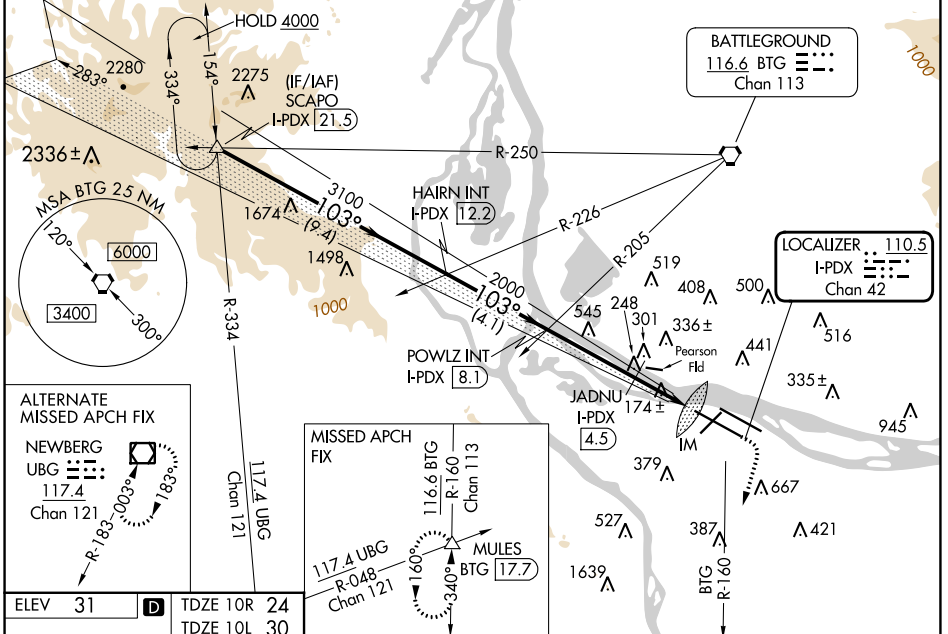 HOLD 4000
154°
334°
283°
2280
2275
(IF/IAF)
SCAPO
I-PDX 21.5
BATTLEGROUND
116.6 BTG
Chan 113
1000
2336 ±
R-250
MSA BTG 25 NM
120°
6000
3400
300°
1674
3100
103°
(9.4)
HAIRN INT
I-PDX 12.2
R-226
R-205
1498
1000
2000
103°
(4.1)
LOCALIZER 110.5
I-PDX
Chan 42
519
408
500
545
248
301
336 ±
516
441
Pearson
Fld
335 ±
945
POWLZ INT
I-PDX 8.1
JADNU
I-PDX
4.5
174 ±
IM
R-334
117.4 UBG
Chan 121
ALTERNATE
MISSED APCH FIX
NEWBERG
UBG
117.4
Chan 121
R-183
003°
183°
MISSED APCH
FIX
116.6 BTG
R-160
Chan 113
117.4 UBG
R-048
Chan 121
160°
340°
MULES
BTG 17.7
379
667
527
387
421
1639
BTG
R-160
ELEV 31
D
TDZE 10R 24
TDZE 10L 30